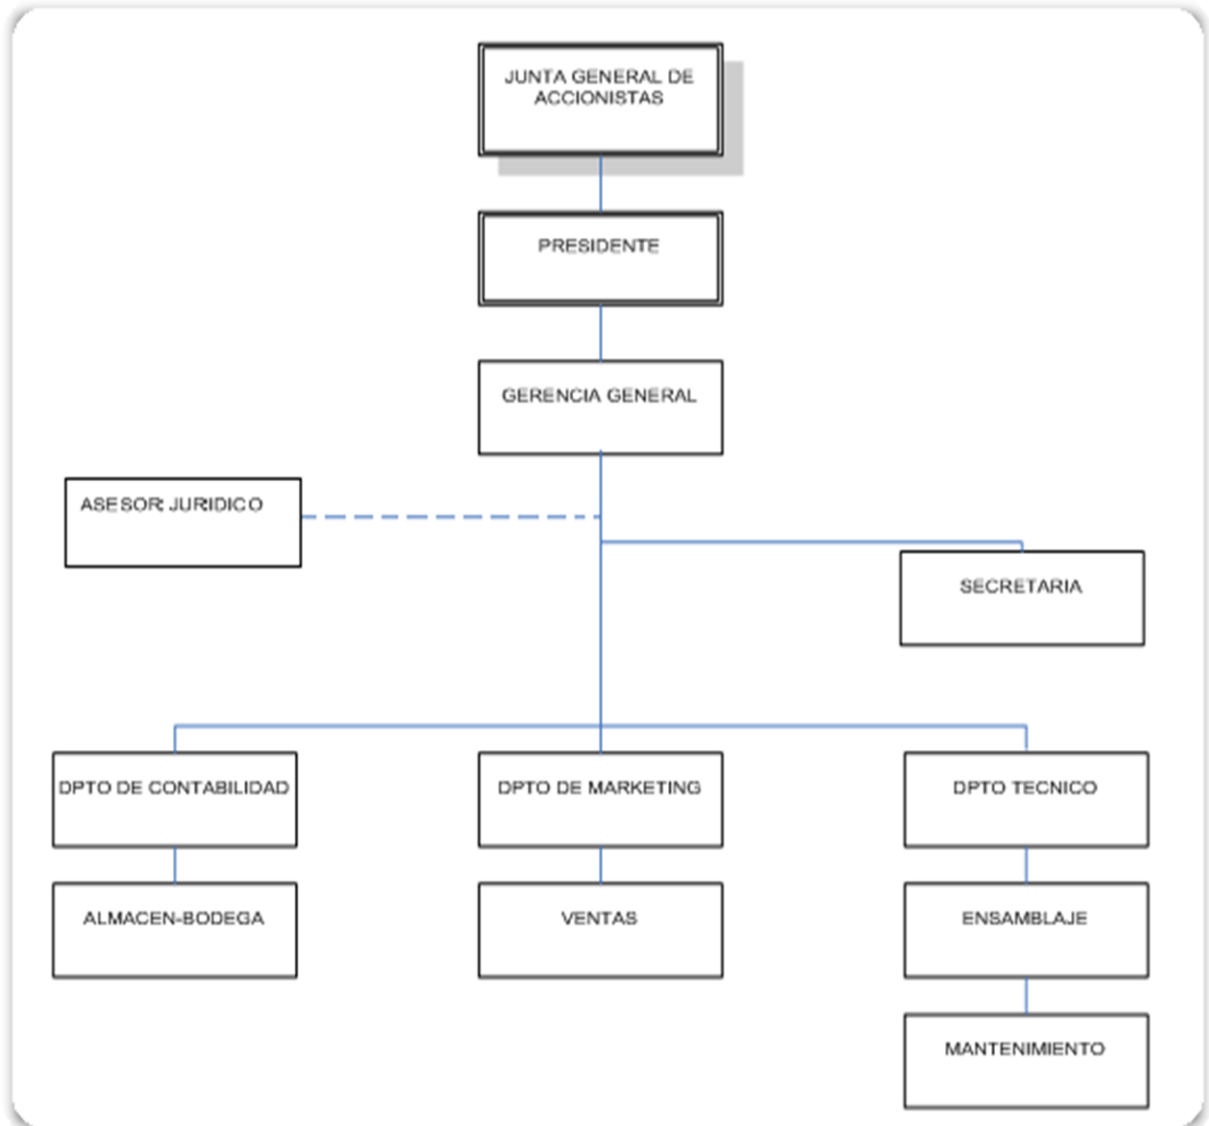 JUNTA GENERAL DE
ACCIONISTAS
PRESIDENTE
GERENCIA GENERAL
ASESOR JURIDICO
SECRETARIA
DPTO DE CONTABILIDAD
DPTO DE MARKETING
DPTO TECNICO
ALMACEN-BODEGA
VENTAS
ENSAMBLAJE
MANTENIMIENTO